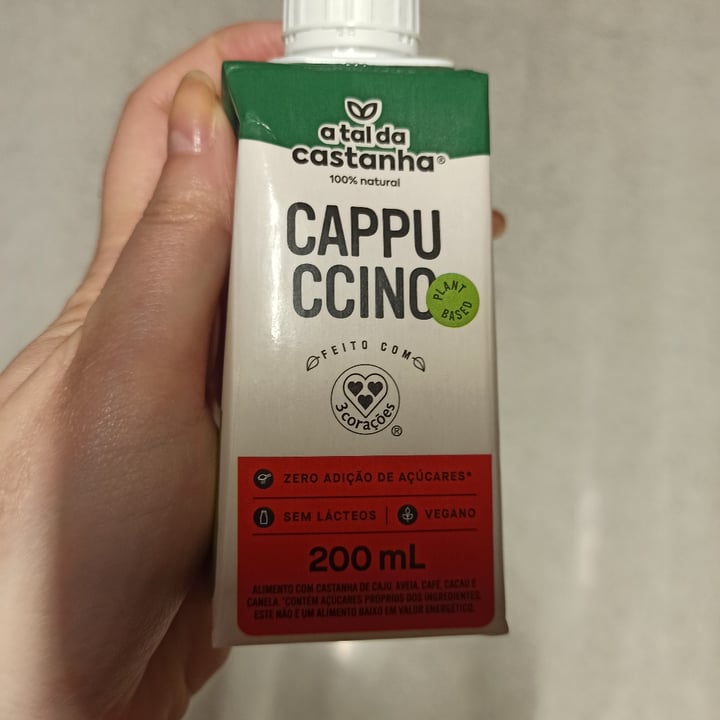 a tal da
castanha®
100% natural
CAPPU
CCINO
PLANT
BASED
FEITO COM
3 corações
®
ZERO ADIÇÃO DE AÇÚCARES*
SEM LÁCTEOS | VEGANO
200 mL
ALIMENTO COM CASTANHA DE CAJU, AVEIA, CAFÉ, CACAU E
CANELA. *CONTÉM AÇÚCARES PRÓPRIOS DOS INGREDIENTES.
ESTE NÃO É UM ALIMENTO BAIXO EM VALOR ENERGÉTICO.